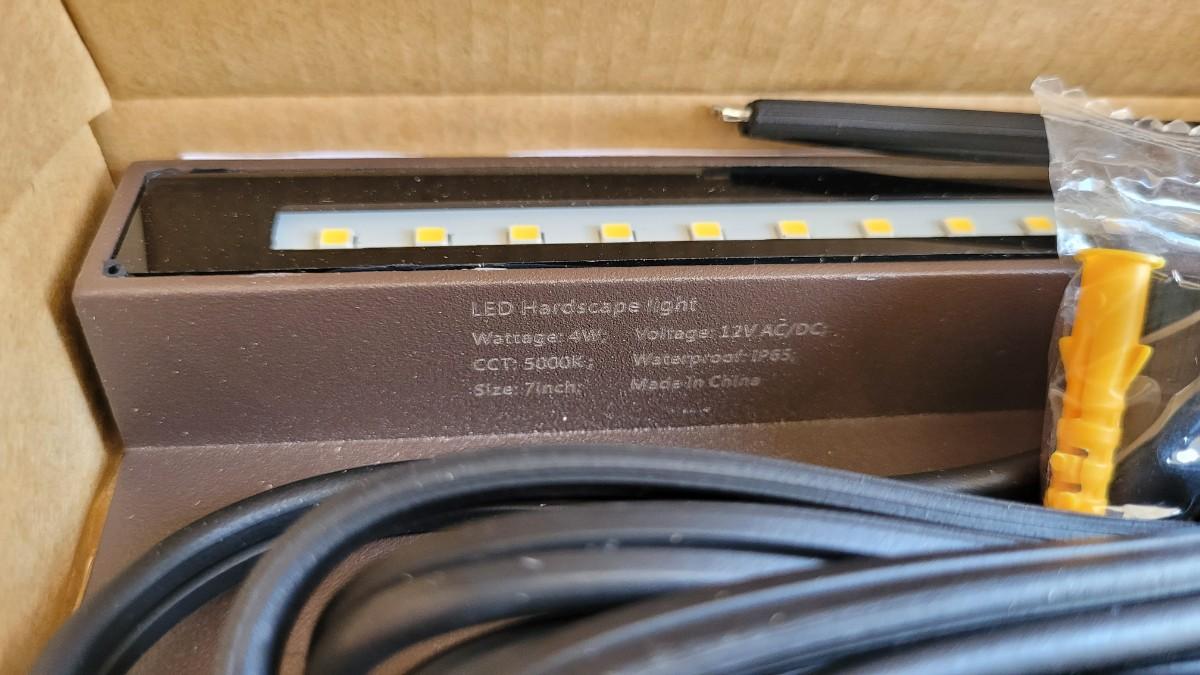 LED Hardscape light
Wattage: 4W; Voltage: 12V AC/DC;
CCT: 5000K; Waterproof: IP65;
Size: 7inch; Made in China